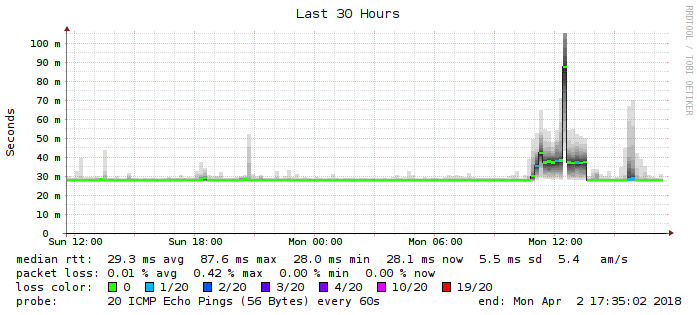 Last 30 Hours
RRDTOOL / TOBI OETIKER
Seconds
100 m
90 m
80 m
70 m
60 m
50 m
40 m
30 m
20 m
10 m
0
Sun 12:00 Sun 18:00 Mon 00:00 Mon 06:00 Mon 12:00
median rtt: 29.3 ms avg 87.6 ms max 28.0 ms min 28.1 ms now 5.5 ms sd 5.4 am/s
packet loss: 0.01 % avg 0.42 % max 0.00 % min 0.00 % now
loss color: 0 1/20 2/20 3/20 4/20 10/20 19/20
probe: 20 ICMP Echo Pings (56 Bytes) every 60s end: Mon Apr 2 17:35:02 2018